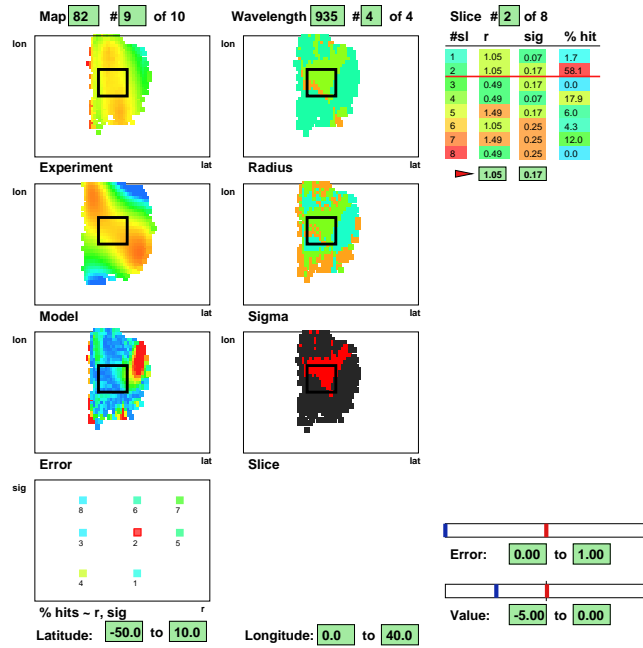 Map 82 # 9 of 10
Wavelength 935 # 4 of 4
Slice # 2 of 8
lon
lat
Experiment
lon
lat
Radius
#sl r sig % hit
1 1.05 0.07 1.7
2 1.05 0.17 58.1
3 0.49 0.17 0.0
4 0.49 0.07 17.9
5 1.49 0.17 6.0
6 1.05 0.25 4.3
7 1.49 0.25 12.0
8 0.49 0.25 0.0
1.05 0.17
lon
Model
Sigma
lon
lat
Error
lat
Slice
sig
8 6 7
3 2 5
4 1
% hits ~ r, sig r
Error: 0.00 to 1.00
Value: -5.00 to 0.00
Latitude: -50.0 to 10.0
Longitude: 0.0 to 40.0